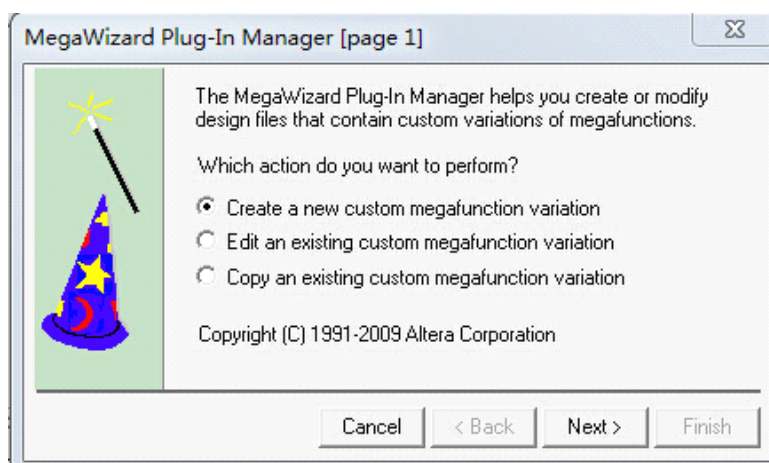 MegaWizard Plug-In Manager [page 1]
The MegaWizard Plug-In Manager helps you create or modify
design files that contain custom variations of megafunctions.
Which action do you want to perform?
Create a new custom megafunction variation
Edit an existing custom megafunction variation
Copy an existing custom megafunction variation
Copyright (C) 1991-2009 Altera Corporation
Cancel < Back Next > Finish